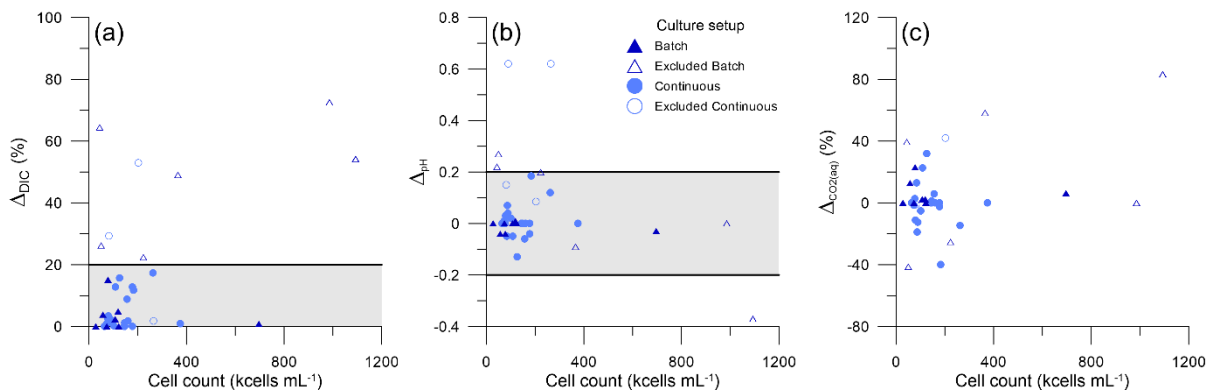 (a)
100
80
60
40
20
0
Δ_DIC (%)
0 400 800 1200
Cell count (kcells mL⁻¹)
(b)
0.8
0.6
0.4
0.2
0
-0.2
-0.4
Δ_pH
0 400 800 1200
Cell count (kcells mL⁻¹)
Culture setup
Batch
Excluded Batch
Continuous
Excluded Continuous
(c)
120
80
40
0
-40
-80
Δ_CO2(aq) (%)
0 400 800 1200
Cell count (kcells mL⁻¹)